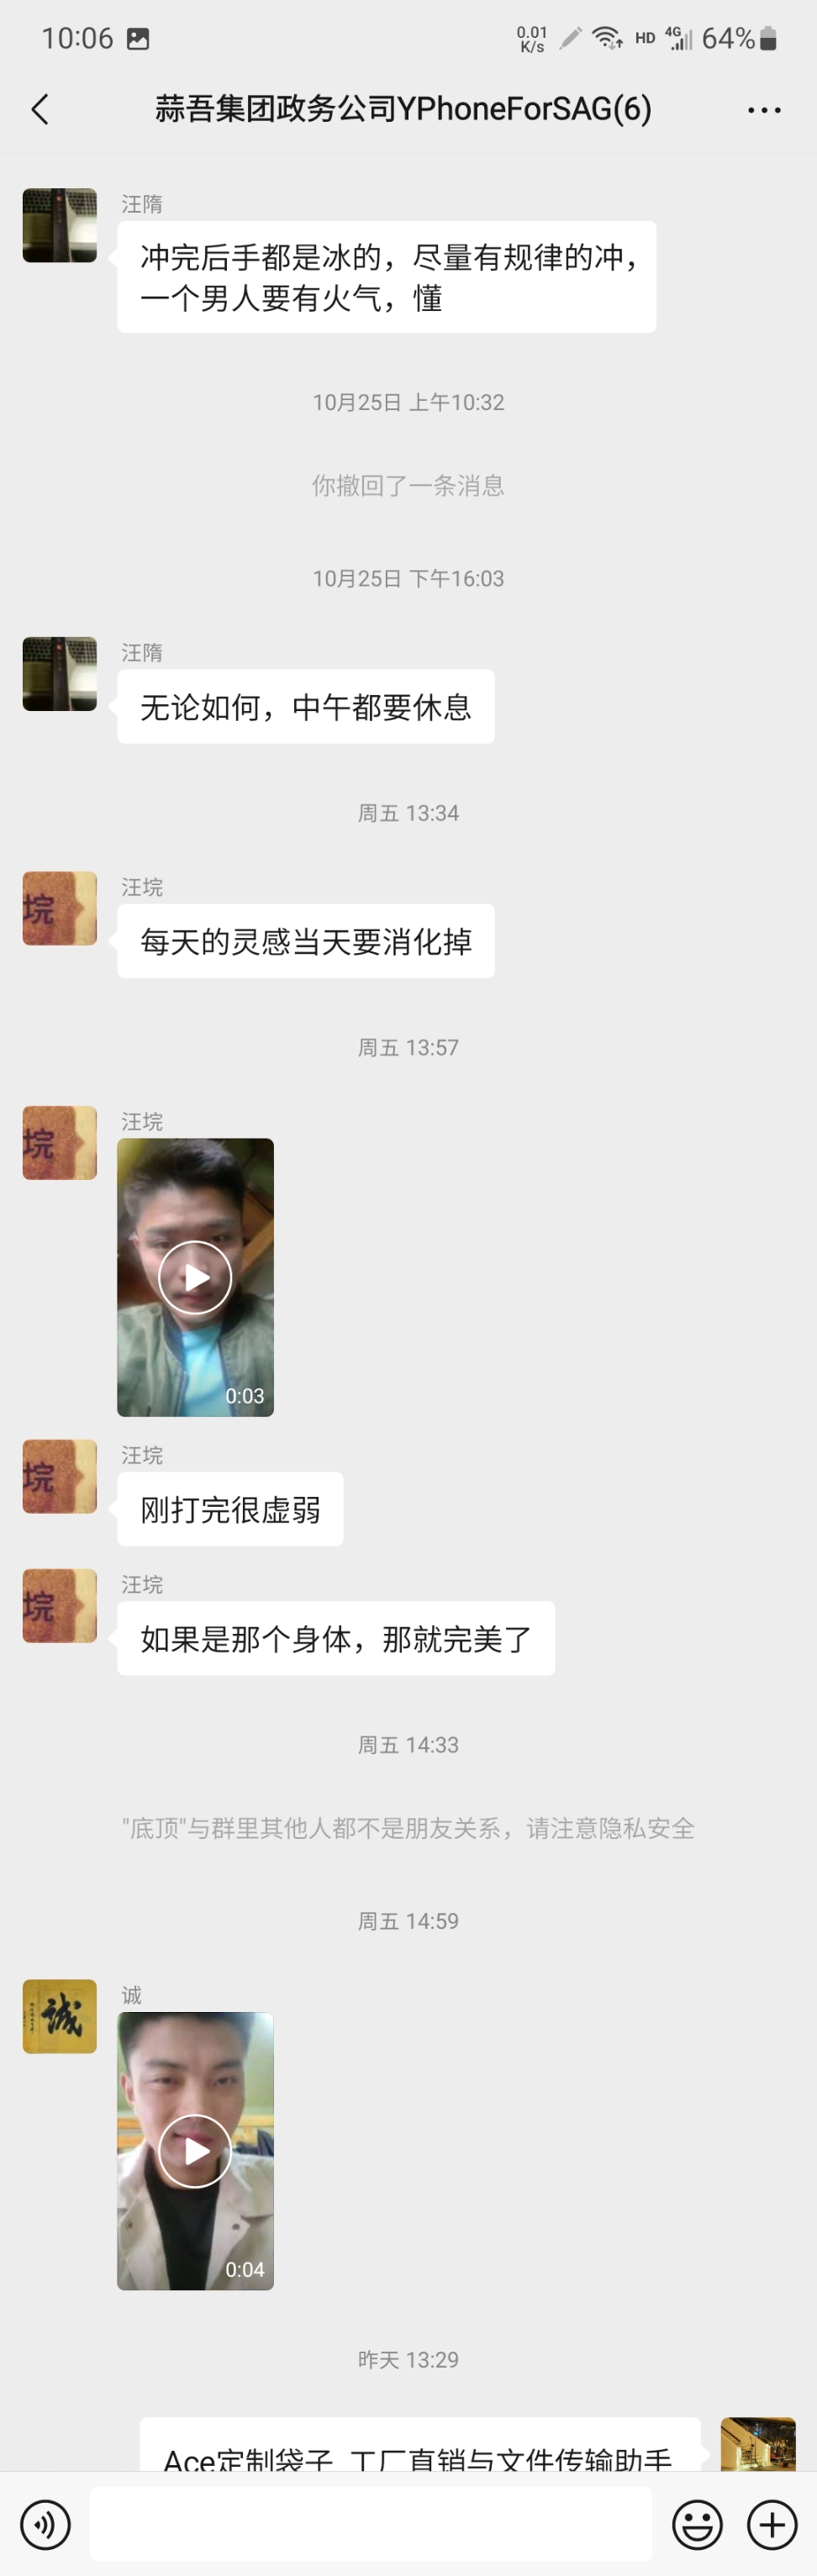 10:06
0.01
K/s
HD
4G
64%
蒜吾集团政务公司YPhoneForSAG(6)
汪隋
冲完后手都是冰的，尽量有规律的冲，
一个男人要有火气，懂
10月25日 上午10:32
你撤回了一条消息
10月25日 下午16:03
汪隋
无论如何，中午都要休息
周五 13:34
垸
汪垸
每天的灵感当天要消化掉
周五 13:57
垸
汪垸
0:03
垸
汪垸
刚打完很虚弱
垸
汪垸
如果是那个身体，那就完美了
周五 14:33
"底顶"与群里其他人都不是朋友关系，请注意隐私安全
周五 14:59
誠
诚
0:04
昨天 13:29
Ace定制袋子 工厂直销与文件传输助手